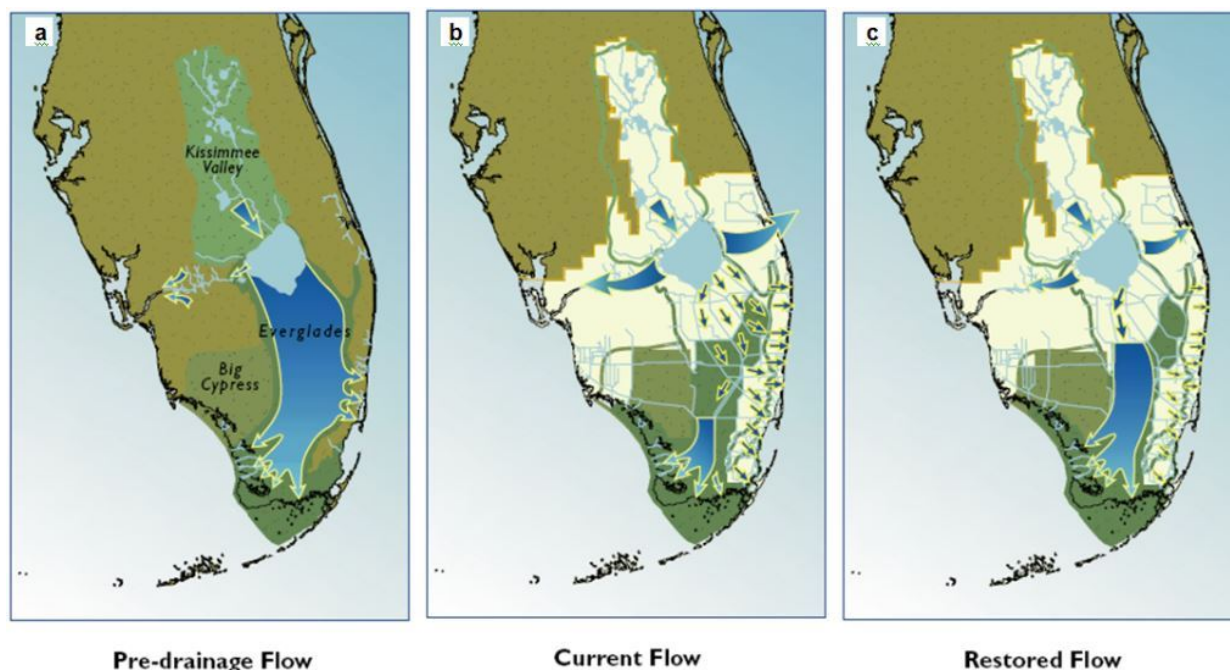 a
b
c
Kissimmee
Valley
Everglades
Big
Cypress
Pre-drainage Flow
Current Flow
Restored Flow